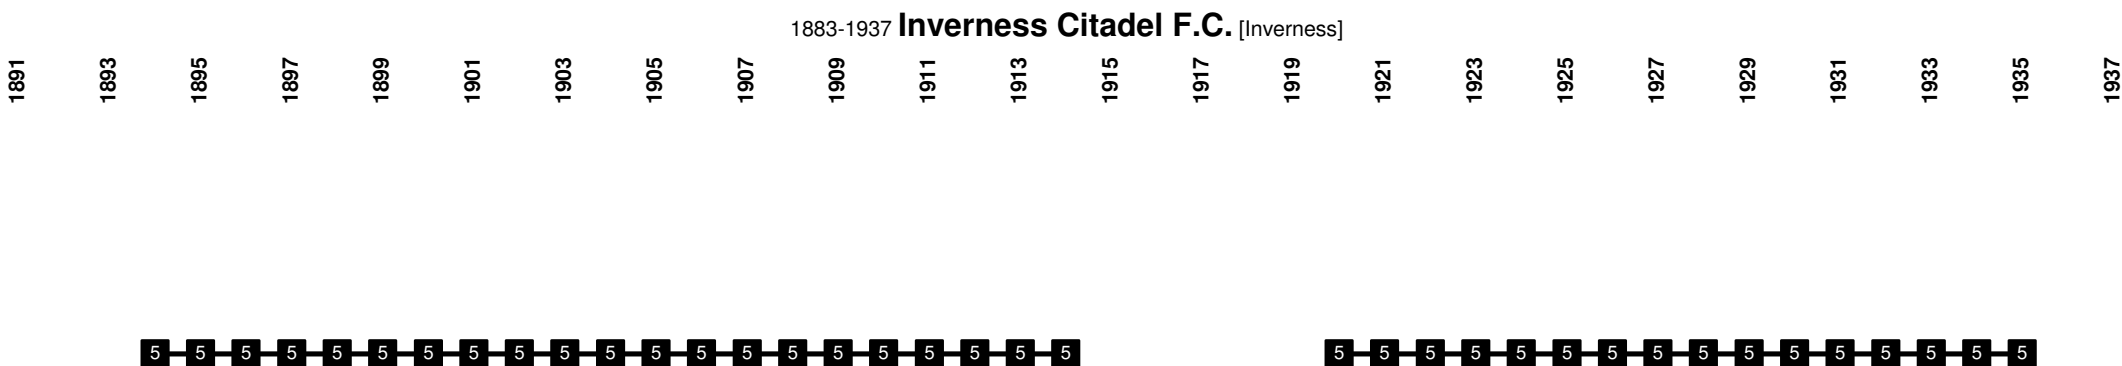 1883-1937 Inverness Citadel F.C. [Inverness]
1891 1893 1895 1897 1899 1901 1903 1905 1907 1909 1911 1913 1915 1917 1919 1921 1923 1925 1927 1929 1931 1933 1935 1937
5 5 5 5 5 5 5 5 5 5 5 5 5 5 5 5 5 5 5 5 5 5 5 5 5 5 5 5 5 5 5 5 5 5 5 5 5